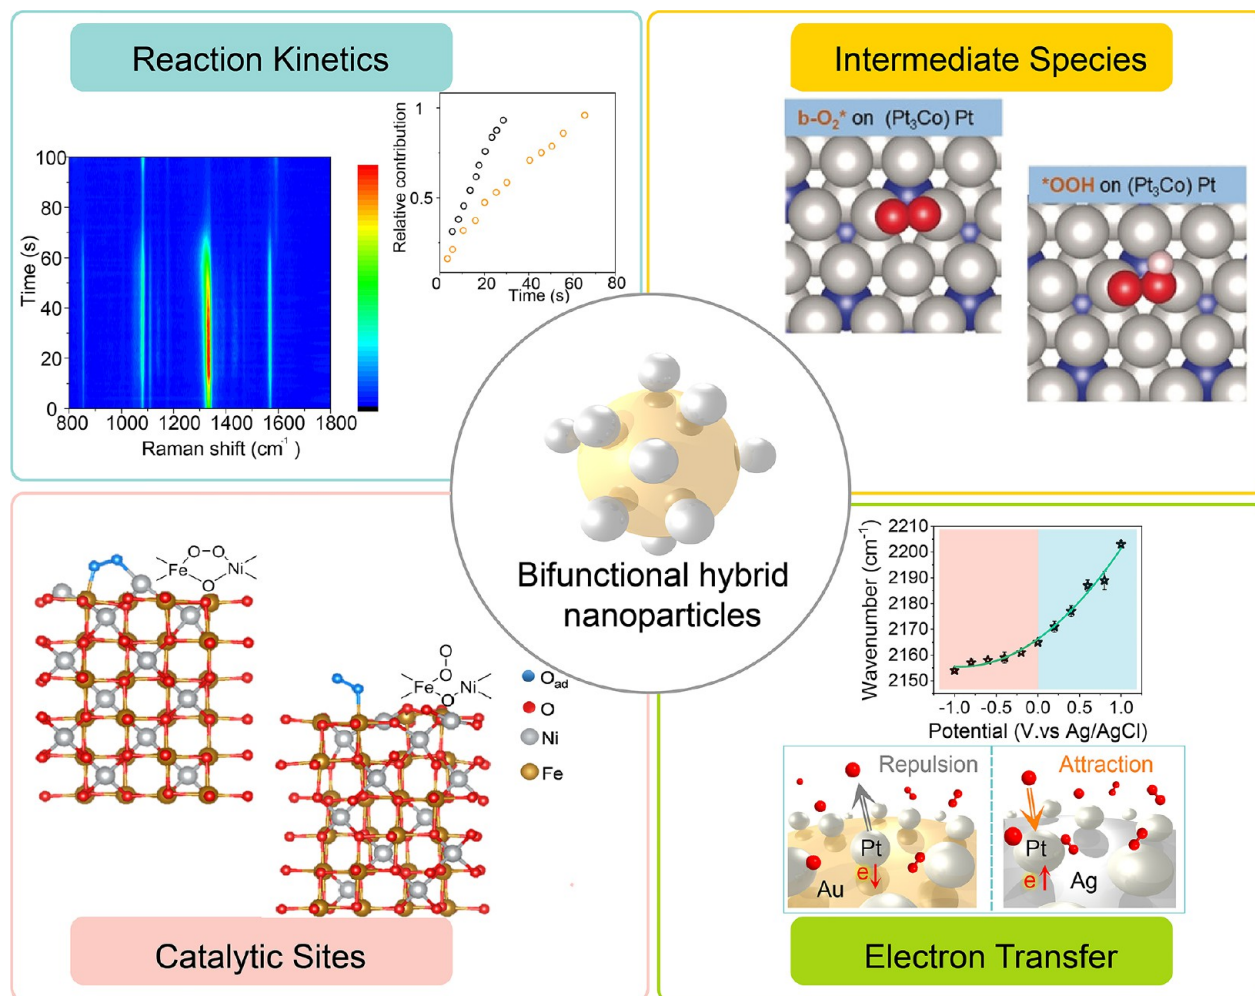 Reaction Kinetics
Relative contribution
1
0.5
0
20
40
60
80
Time (s)
Time (s)
100
80
60
40
20
0
800
1000
1200
1400
1600
1800
Raman shift (cm⁻¹)
Intermediate Species
b-O₂* on (Pt₃Co) Pt
*OOH on (Pt₃Co) Pt
Bifunctional hybrid
nanoparticles
O-O
Fe
Ni
O
O
O
Fe
Ni
O
O_ad
O
Ni
Fe
Catalytic Sites
Wavenumber (cm⁻¹)
2210
2200
2190
2180
2170
2160
2150
-1.0
-0.5
0.0
0.5
1.0
Potential (V.vs Ag/AgCl)
Repulsion
Pt
e
Au
Attraction
Pt
e
Ag
Electron Transfer